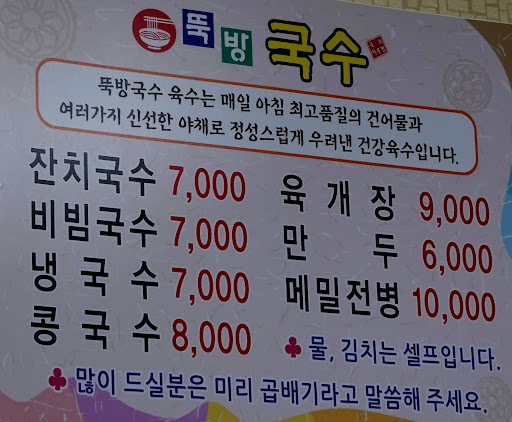 뚝방국수
뚝방국수 육수는 매일 아침 최고품질의 건어물과
여러가지 신선한 야채로 정성스럽게 우려낸 건강육수입니다.
잔치국수 7,000
비빔국수 7,000
냉국수 7,000
콩국수 8,000
육개장 9,000
만두 6,000
메밀전병 10,000
♣ 물, 김치는 셀프입니다.
♣ 많이 드실분은 미리 곱배기라고 말씀해 주세요.